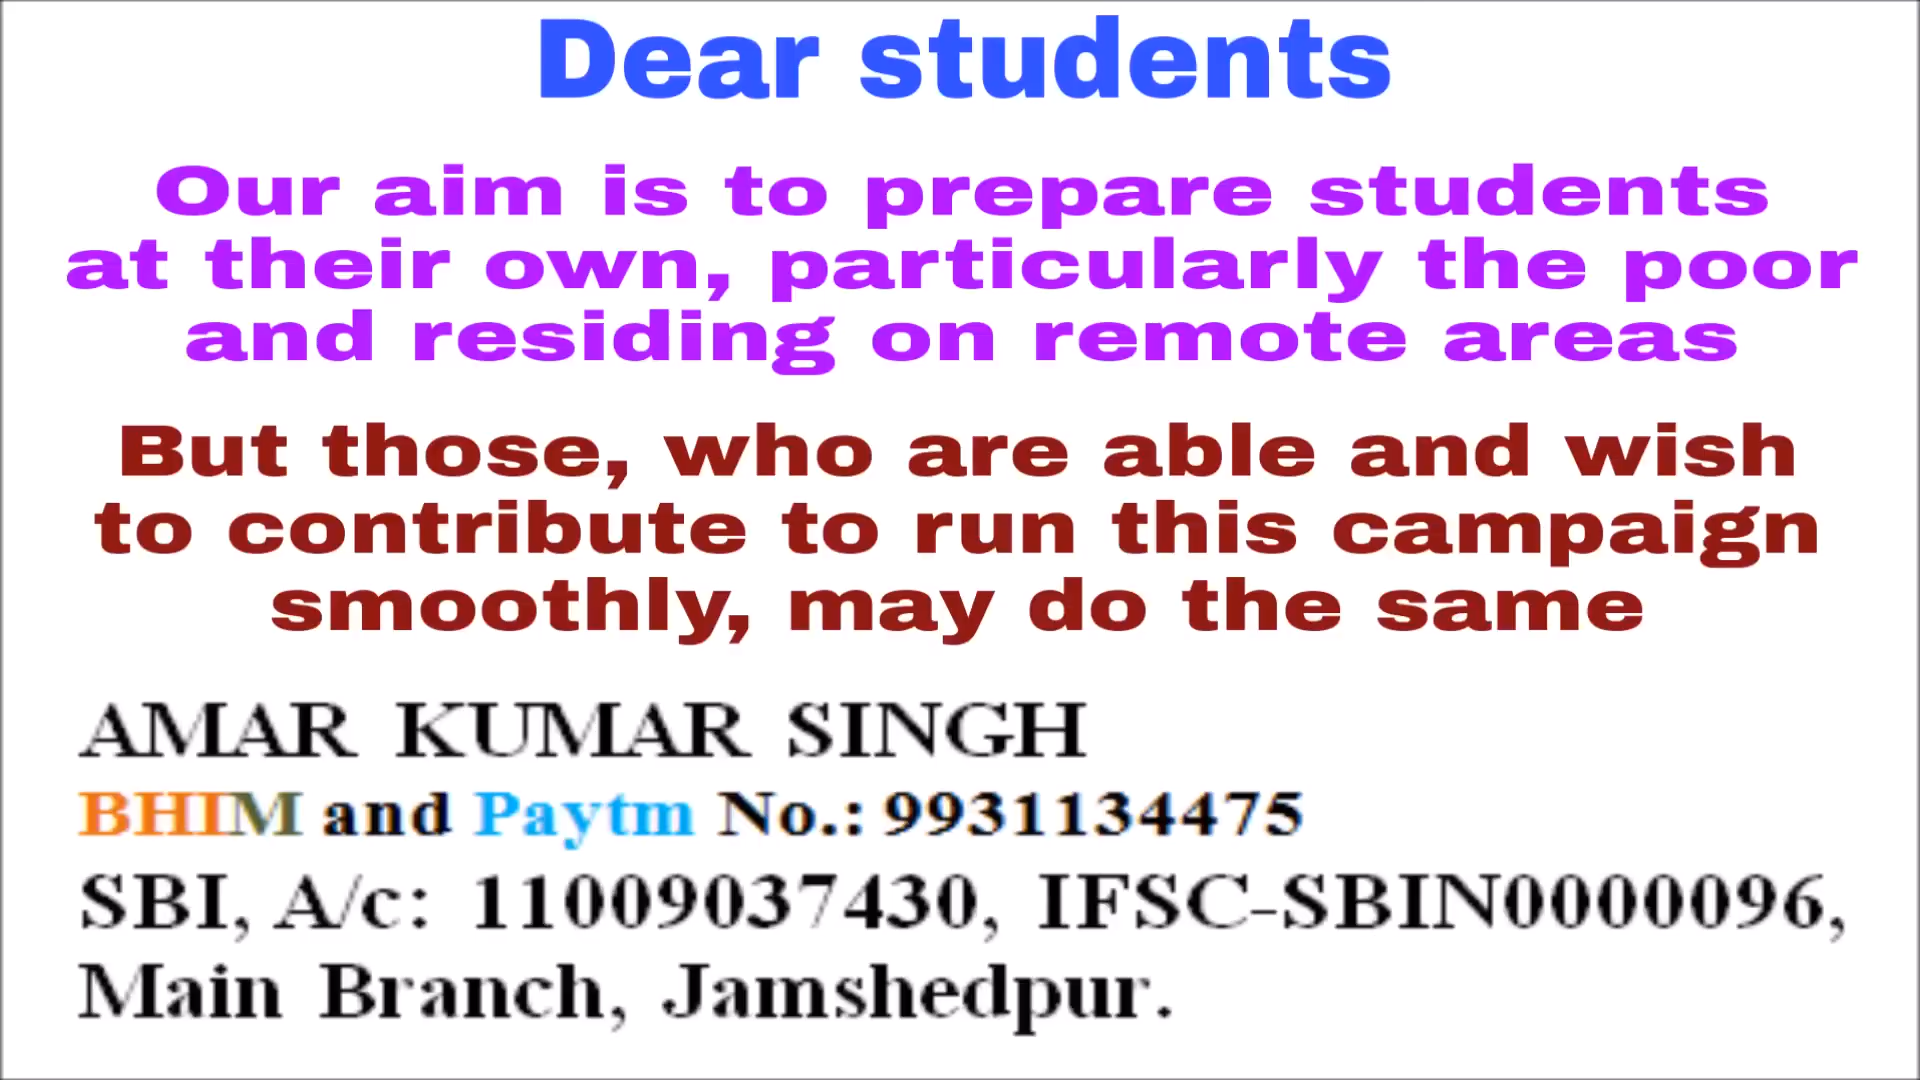 Dear students
Our aim is to prepare students
at their own, particularly the poor
and residing on remote areas
But those, who are able and wish
to contribute to run this campaign
smoothly, may do the same
AMAR KUMAR SINGH
BHIM and Paytm No.: 9931134475
SBI, A/c: 11009037430, IFSC-SBIN0000096,
Main Branch, Jamshedpur.